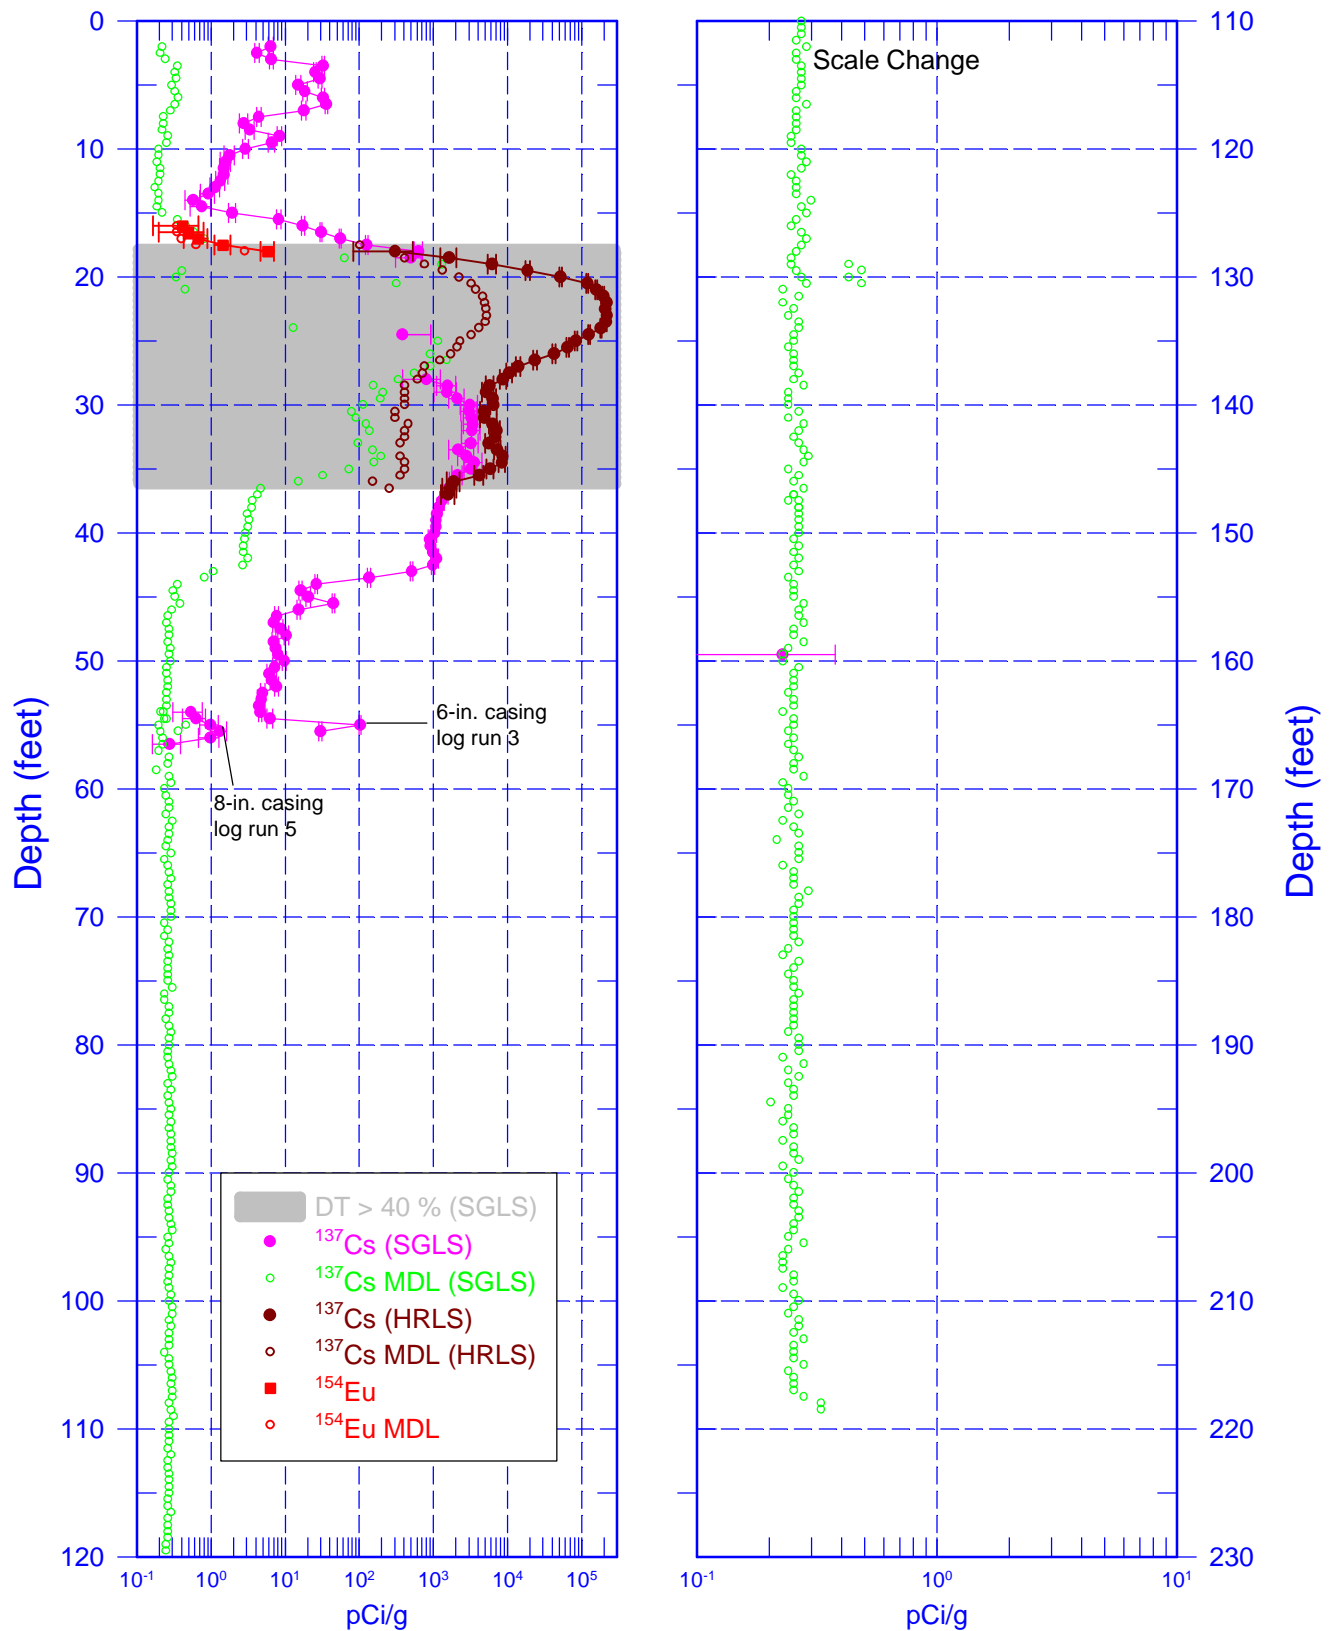 0
10
20
30
40
50
60
70
80
90
100
110
120
Depth (feet)
10⁻¹ 10⁰ 10¹ 10² 10³ 10⁴ 10⁵
pCi/g
6-in. casing
log run 3
8-in. casing
log run 5
DT > 40 % (SGLS)
¹³⁷Cs (SGLS)
¹³⁷Cs MDL (SGLS)
¹³⁷Cs (HRLS)
¹³⁷Cs MDL (HRLS)
¹⁵⁴Eu
¹⁵⁴Eu MDL
Scale Change
110
120
130
140
150
160
170
180
190
200
210
220
230
Depth (feet)
10⁻¹ 10⁰ 10¹
pCi/g